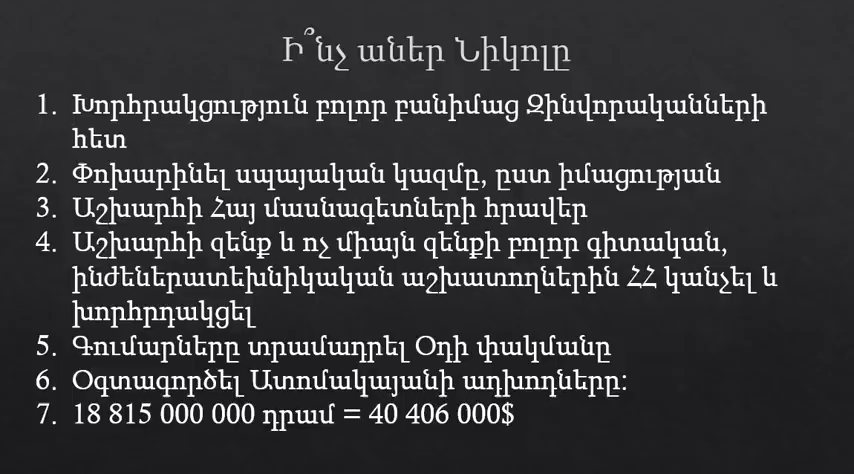 Ի՞նչ աներ Նիկոլը
1. Խորհրակցություն բոլոր բանիմաց Զինվորականների
հետ
2. Փոխարինել սպայական կազմը, ըստ իմացության
3. Աշխարհի Հայ մասնագետների հրավեր
4. Աշխարհի զենք և ոչ միայն զենքի բոլոր գիտական,
ինժեներատեխնիկական աշխատողներին ՀՀ կանչել և
խորհրդակցել
5. Գումարները տրամադրել Օդի փակմանը
6. Օգտագործել Ատոմակայանի աղխոդները:
7. 18 815 000 000 դրամ = 40 406 000$